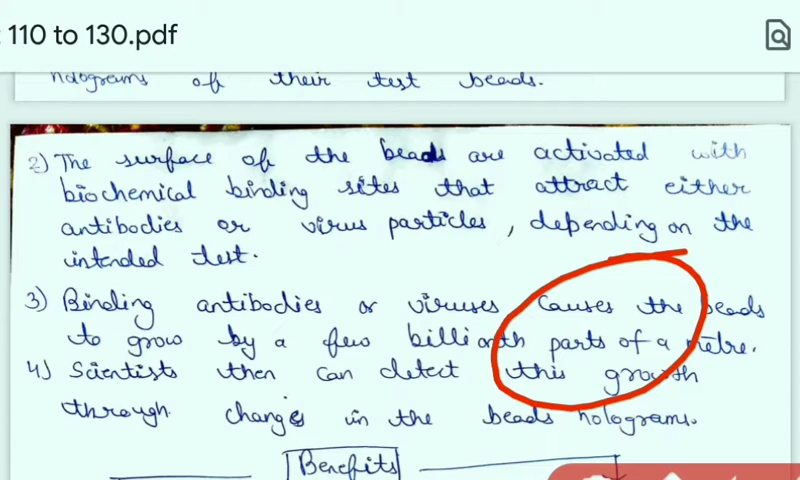 110 to 130.pdf
holograms of their test beads.
2) The surface of the beads are activated with
biochemical binding sites that attract either
antibodies or virus particles, depending on the
intended test.
3) Binding antibodies or viruses causes the beads
to grow by a few billionth parts of a metre.
4) Scientists then can detect this growth
through changes in the beads holograms.
Benefits